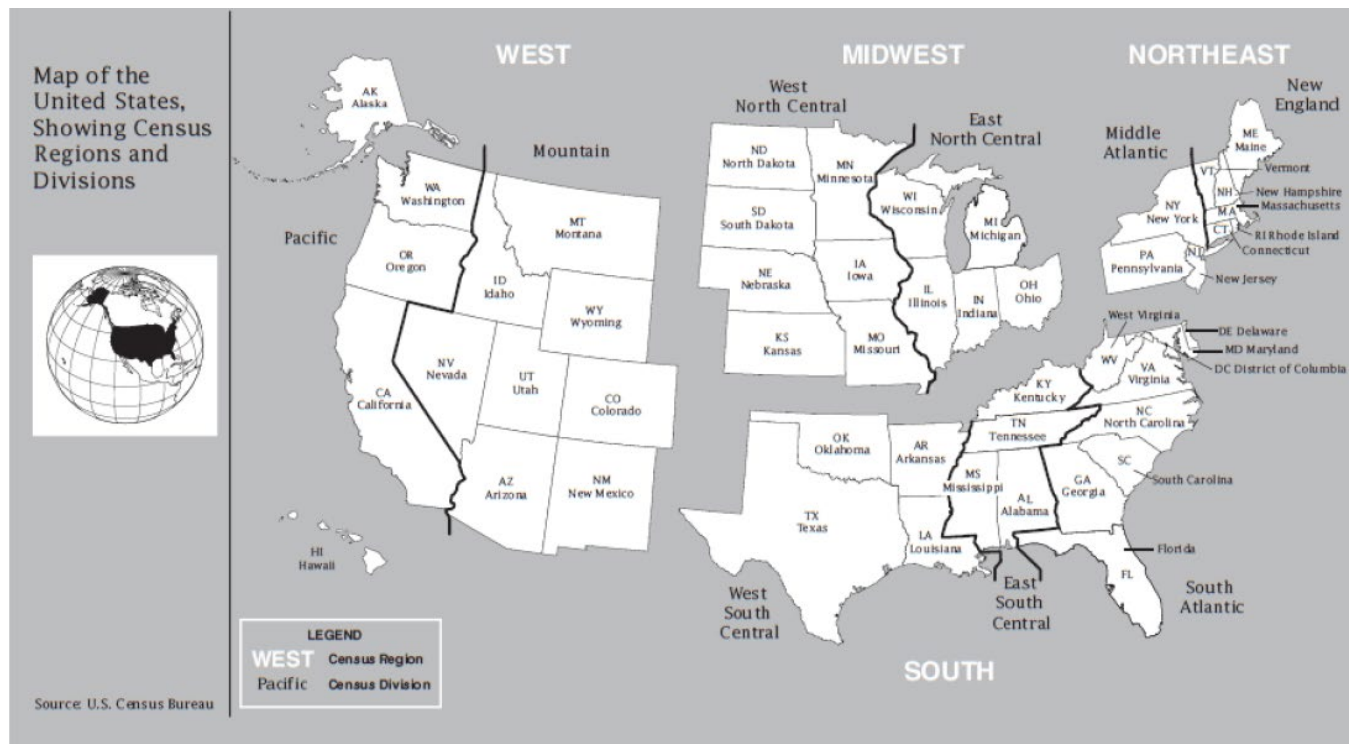 Map of the
United States,
Showing Census
Regions and
Divisions
Source: U.S. Census Bureau
WEST
AK
Alaska
Pacific
Mountain
WA
Washington
OR
Oregon
CA
California
HI
Hawaii
MT
Montana
ID
Idaho
WY
Wyoming
NV
Nevada
UT
Utah
CO
Colorado
AZ
Arizona
NM
New Mexico
LEGEND
WEST Census Region
Pacific Census Division
MIDWEST
West
North Central
East
North Central
ND
North Dakota
MN
Minnesota
SD
South Dakota
NE
Nebraska
IA
Iowa
KS
Kansas
MO
Missouri
WI
Wisconsin
MI
Michigan
IL
Illinois
IN
Indiana
OH
Ohio
NORTHEAST
New
England
Middle
Atlantic
ME
Maine
VT
Vermont
NH
New Hampshire
MA
Massachusetts
RI Rhode Island
CT
Connecticut
NY
New York
PA
Pennsylvania
NJ
New Jersey
West Virginia
DE Delaware
MD Maryland
DC District of Columbia
WV
VA
Virginia
KY
Kentucky
NC
North Carolina
TN
Tennessee
SC
South Carolina
OK
Oklahoma
AR
Arkansas
MS
Mississippi
AL
Alabama
GA
Georgia
TX
Texas
LA
Louisiana
Florida
FL
West
South
Central
East
South
Central
South
Atlantic
SOUTH